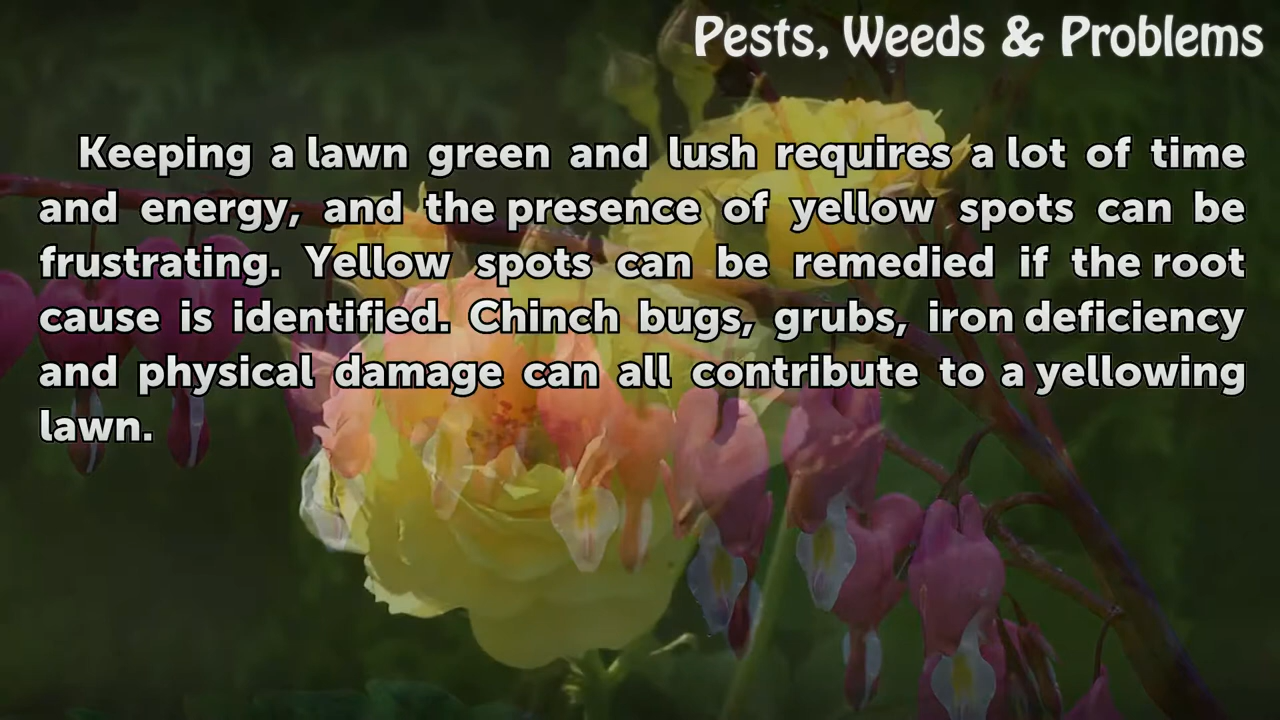 Pests, Weeds & Problems
Keeping a lawn green and lush requires a lot of time
and energy, and the presence of yellow spots can be
frustrating. Yellow spots can be remedied if the root
cause is identified. Chinch bugs, grubs, iron deficiency
and physical damage can all contribute to a yellowing
lawn.